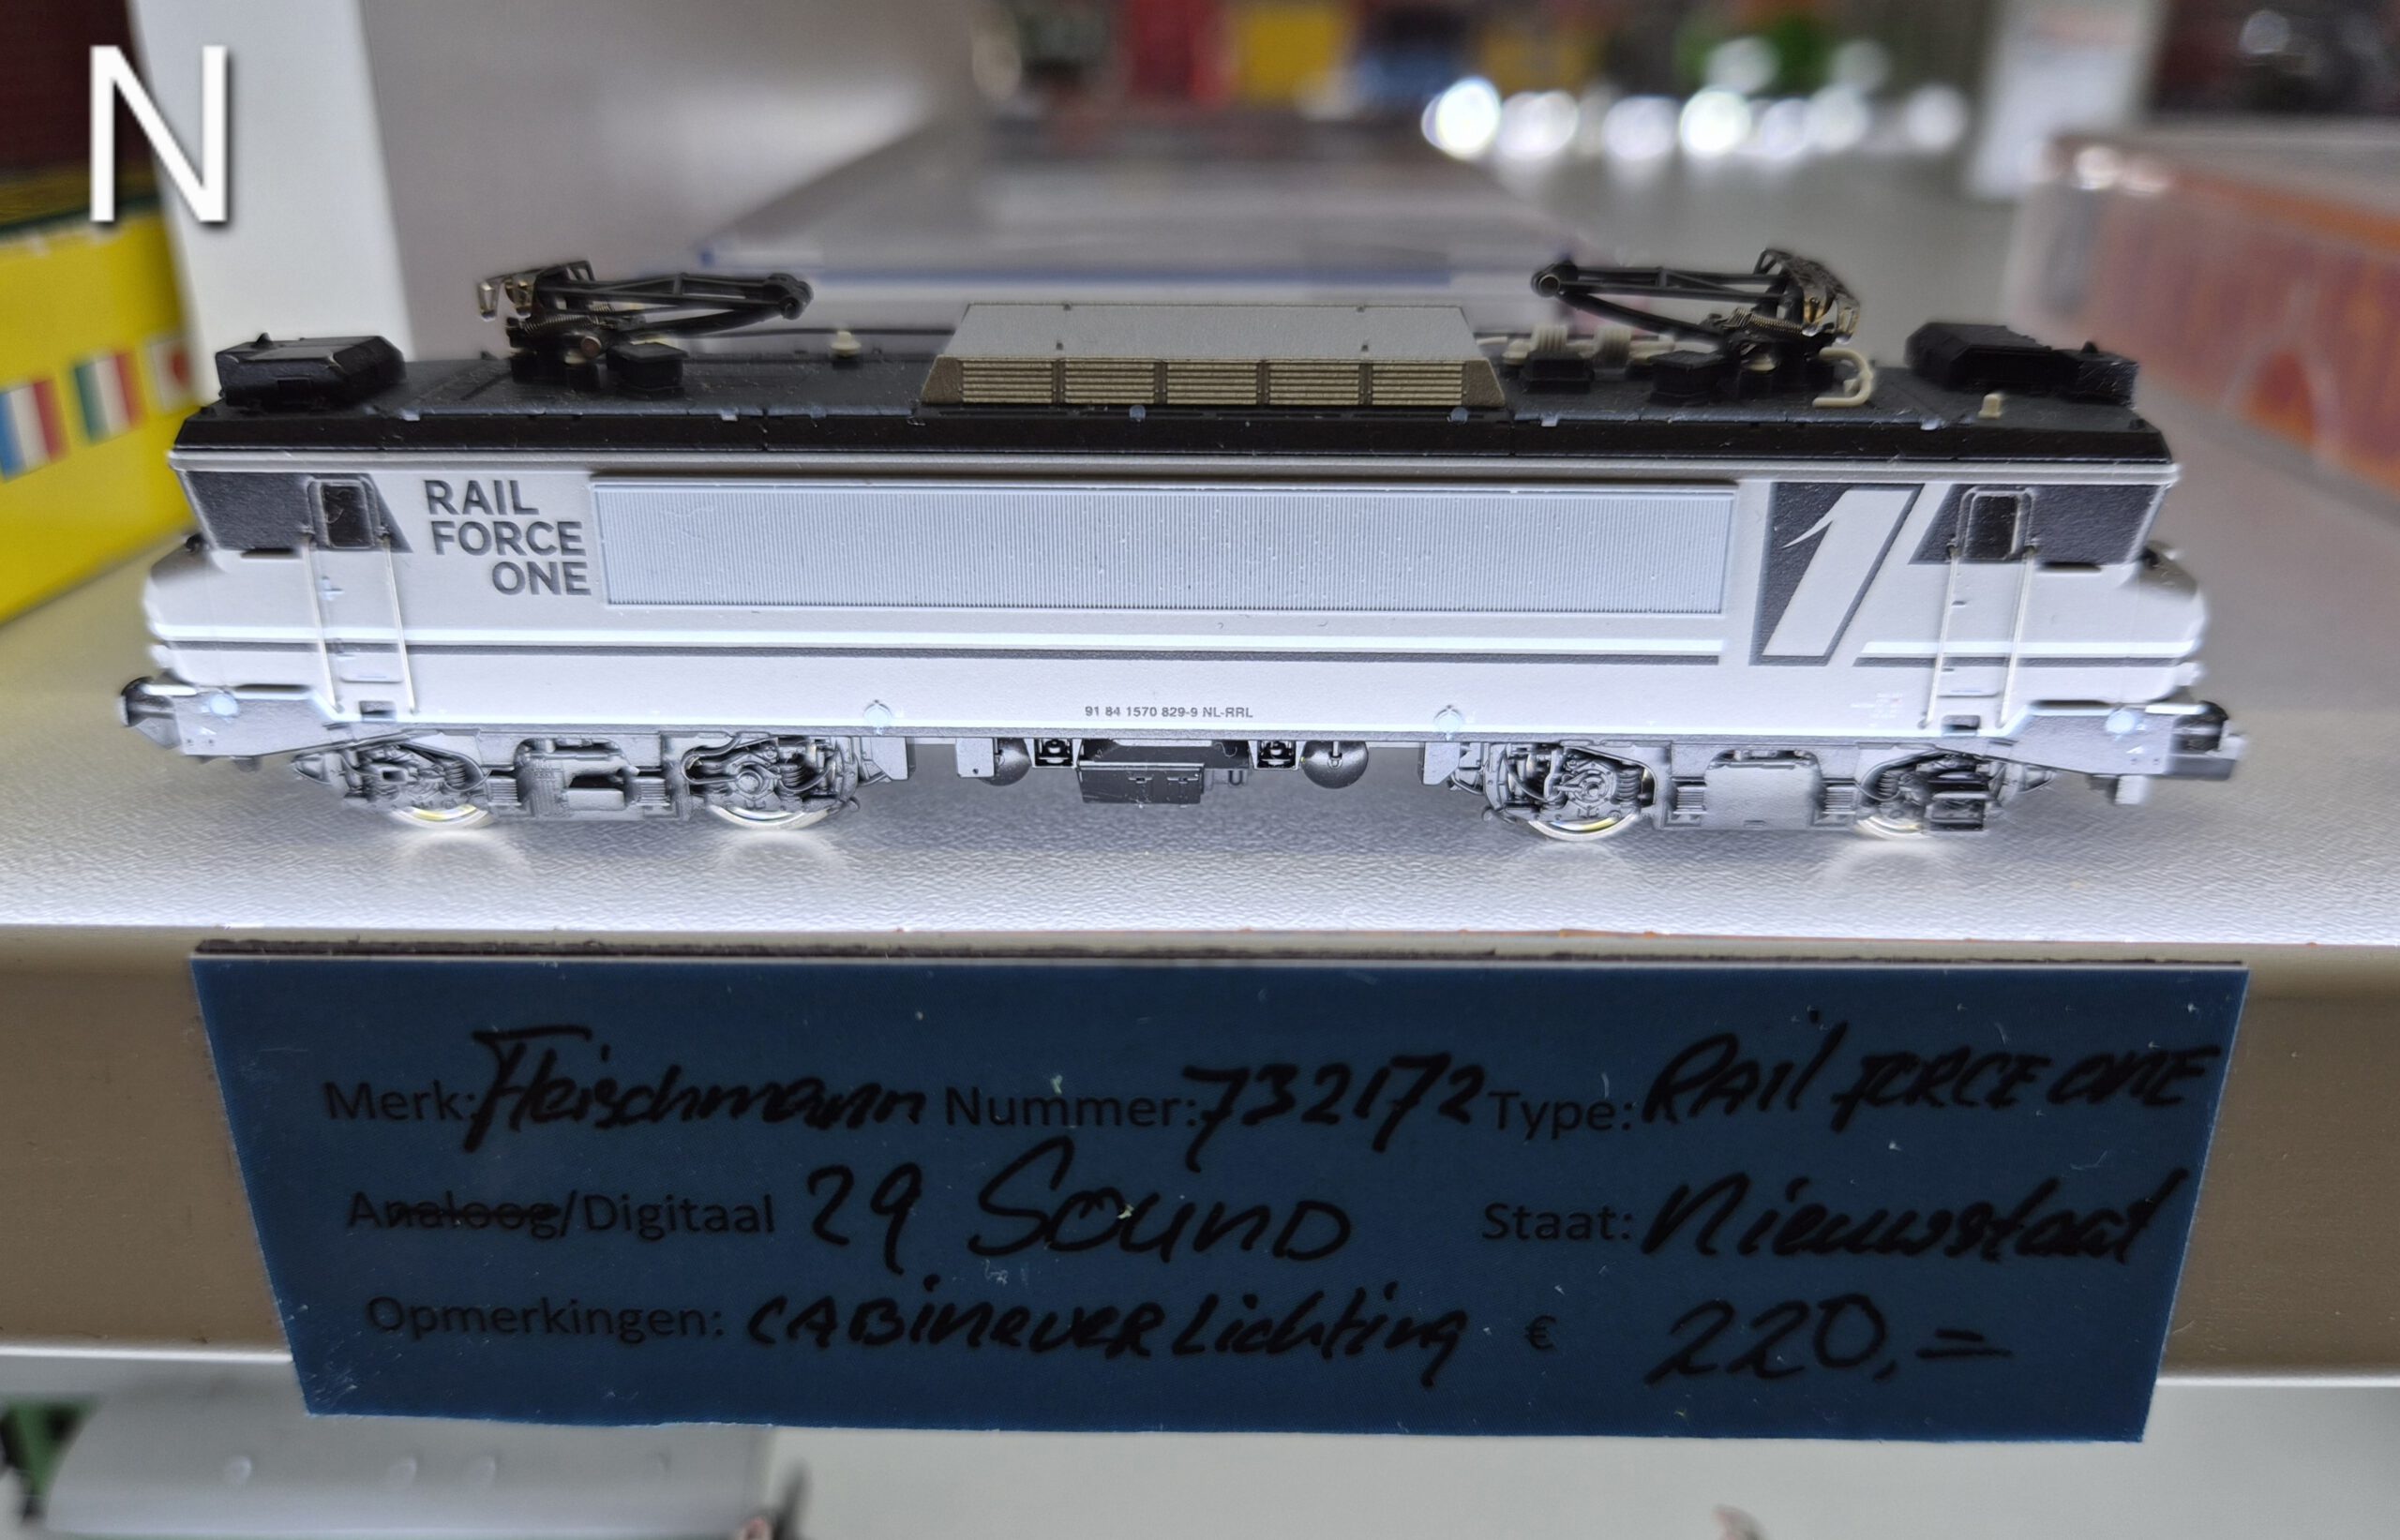 N
RAIL
FORCE
ONE
1
91 84 1570 829-9 NL-RRL
Merk: Fleischmann Nummer: 732172 Type: RAIL FORCE ONE
Analoog/Digitaal 29 SOUND Staat: Nieuwstaat
Opmerkingen: CABINEVERLichting € 220,=